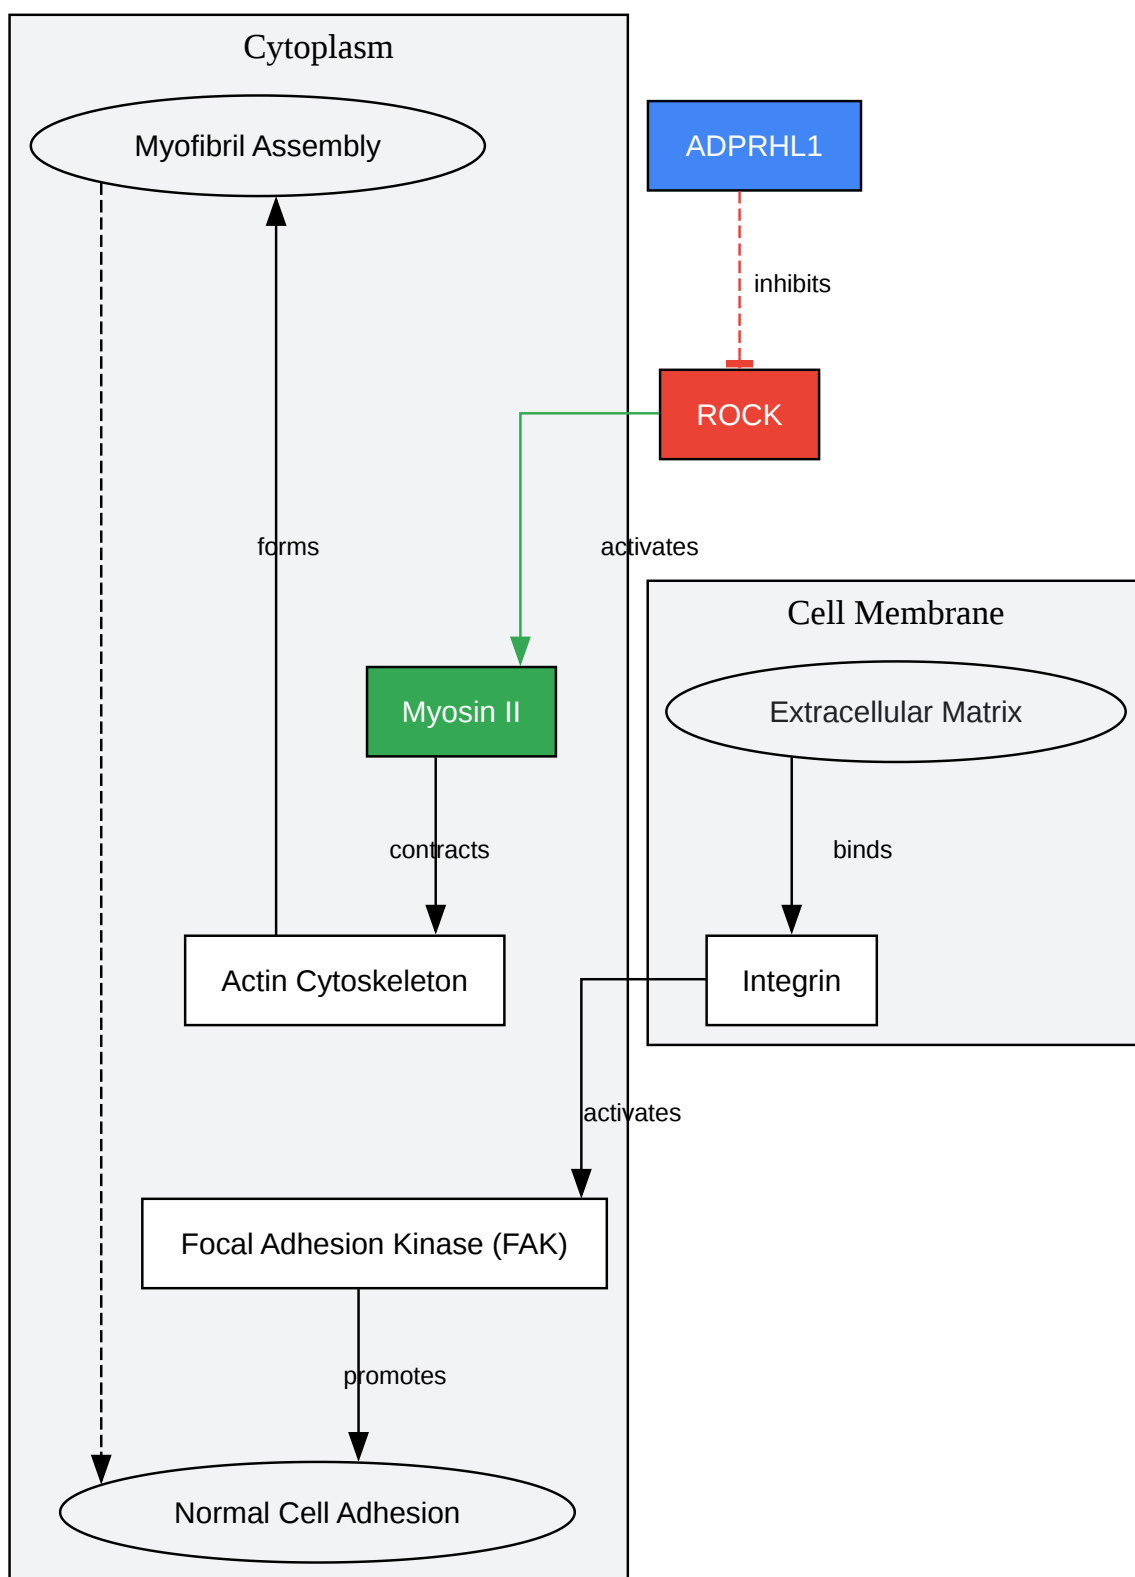 Cytoplasm
Myofibril Assembly
ADPRHL1
inhibits
ROCK
forms
activates
Cell Membrane
Myosin II
Extracellular Matrix
contracts
binds
Actin Cytoskeleton
Integrin
activates
Focal Adhesion Kinase (FAK)
promotes
Normal Cell Adhesion